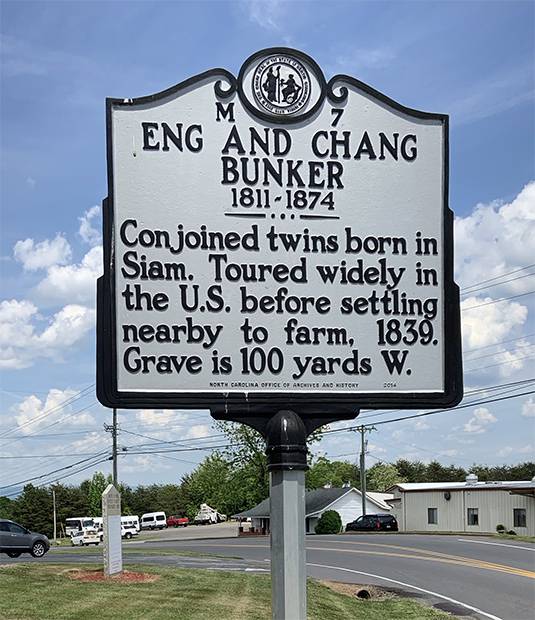 M 7
ENG AND CHANG
BUNKER
1811-1874
Conjoined twins born in
Siam. Toured widely in
the U.S. before settling
nearby to farm, 1839.
Grave is 100 yards W.
NORTH CAROLINA OFFICE OF ARCHIVES AND HISTORY 2014